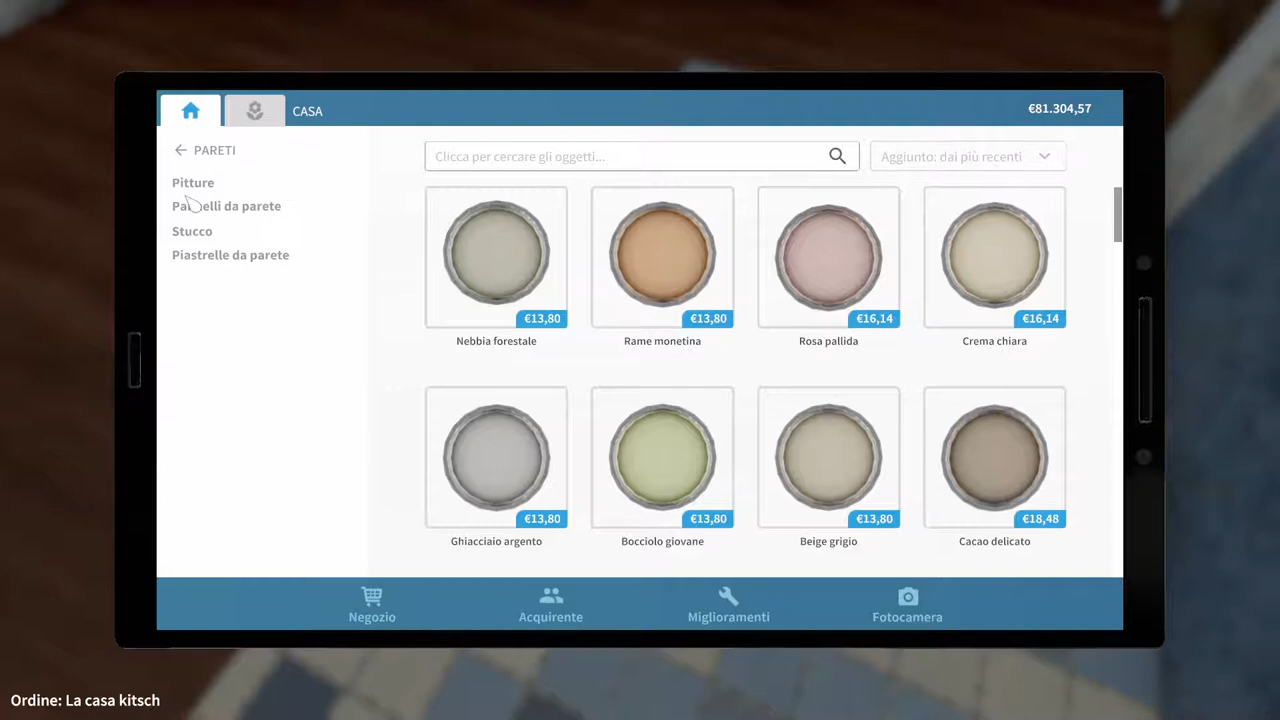 CASA
€81.304,57
PARETI
Pitture
Pannelli da parete
Stucco
Piastrelle da parete
Clicca per cercare gli oggetti...
Aggiunto: dai più recenti
€13,80
€13,80
€16,14
€16,14
Nebbia forestale
Rame monetina
Rosa pallida
Crema chiara
€13,80
€13,80
€13,80
€18,48
Ghiacciaio argento
Bocciolo giovane
Beige grigio
Cacao delicato
Negozio
Acquirente
Miglioramenti
Fotocamera
Ordine: La casa kitsch